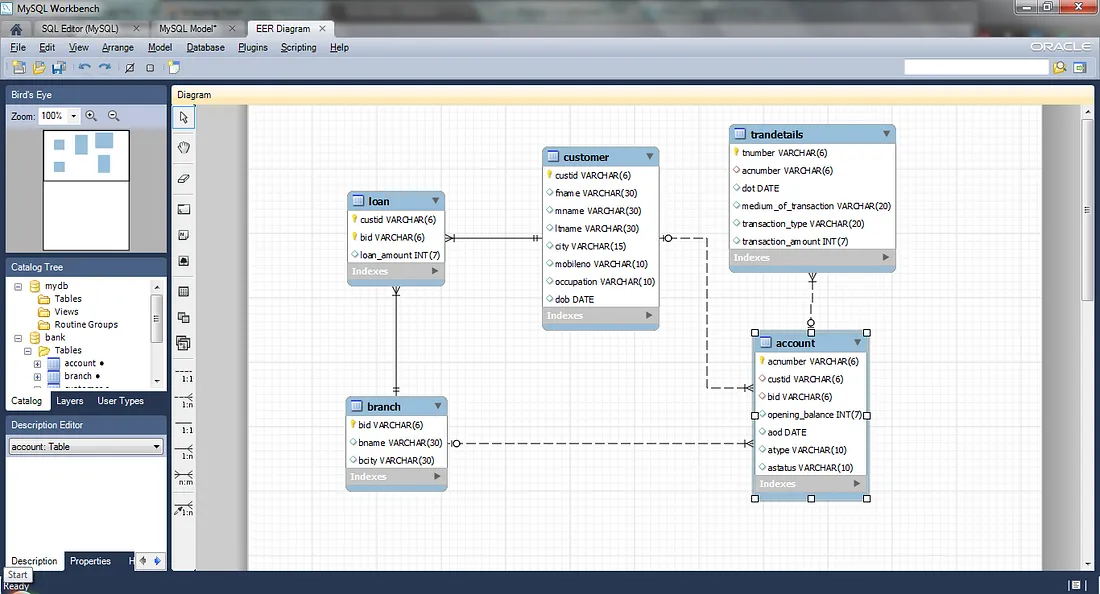 MySQL Workbench
SQL Editor (MySQL)
MySQL Model*
EER Diagram
File Edit View Arrange Model Database Plugins Scripting Help
ORACLE
Bird's Eye
Zoom: 100%
Catalog Tree
mydb
Tables
Views
Routine Groups
bank
Tables
account
branch
Catalog Layers User Types
Description Editor
account: Table
Description Properties H
Start
Ready
1:1
1:n
1:1
1:n
n:m
1:n
Diagram
loan
custid VARCHAR(6)
bid VARCHAR(6)
loan_amount INT(7)
Indexes
customer
custid VARCHAR(6)
fname VARCHAR(30)
mname VARCHAR(30)
ltname VARCHAR(30)
city VARCHAR(15)
mobileno VARCHAR(10)
occupation VARCHAR(10)
dob DATE
Indexes
trandetails
tnumber VARCHAR(6)
acnumber VARCHAR(6)
dot DATE
medium_of_transaction VARCHAR(20)
transaction_type VARCHAR(20)
transaction_amount INT(7)
Indexes
branch
bid VARCHAR(6)
bname VARCHAR(30)
bcity VARCHAR(30)
Indexes
account
acnumber VARCHAR(6)
custid VARCHAR(6)
bid VARCHAR(6)
opening_balance INT(7)
aod DATE
atype VARCHAR(10)
astatus VARCHAR(10)
Indexes